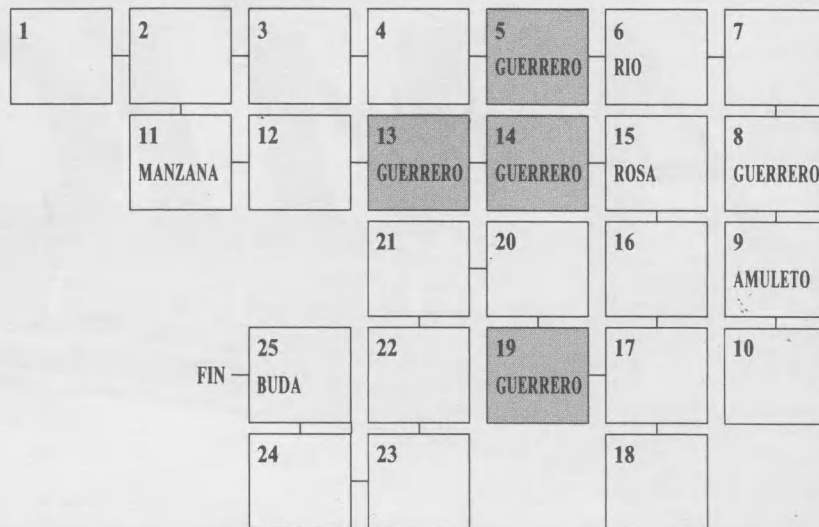 1 2 3 4 5 6 7
GUERRERO RIO
11 12 13 14 15 8
MANZANA GUERRERO GUERRERO ROSA GUERRERO
21 20 16 9
AMULETO
25 22 19 17 10
FIN BUDA GUERRERO
24 23 18